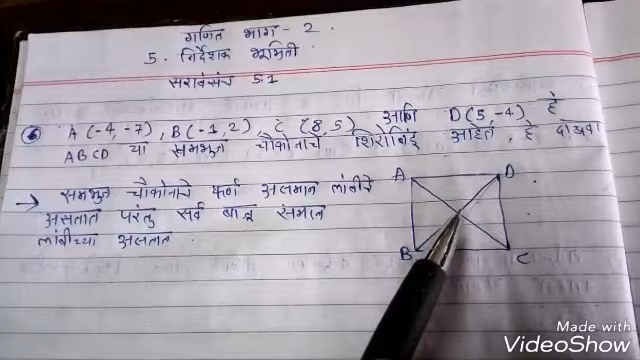 गणित भाग - 2.
5. निर्देशक भूमिती
सरावसंच 5.1
⑥ A (-4,-7), B(-1,2) C (8,5) आणि D(5,-4) हे
ABCD या समभुज चौकोनाचे शिरोबिंदू आहेत, हे दाखवा
→ समभुज चौकोनाचे कर्ण असमान लांबीचे
असतात परंतु सर्व बाजू समान
लांबीच्या असतात.
A D
B C
Made with
VideoShow